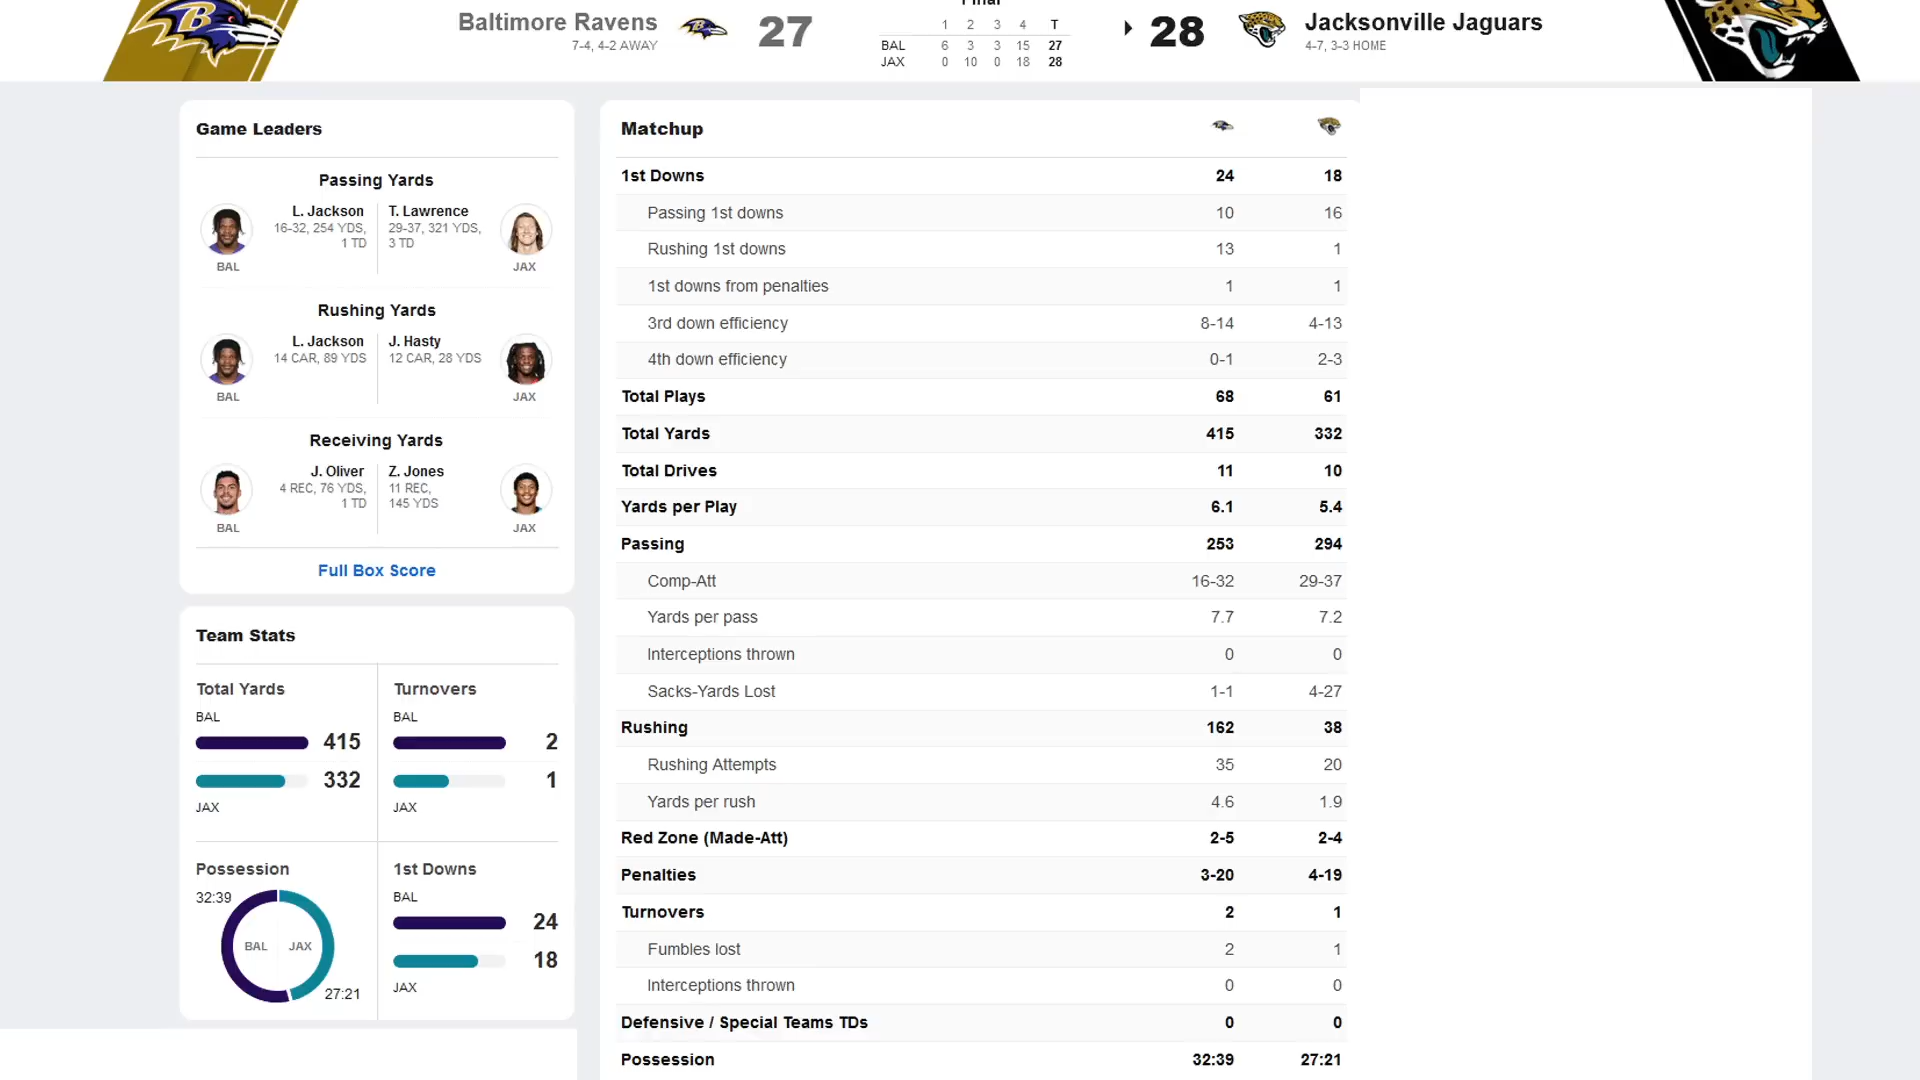 Final
Baltimore Ravens
7-4, 4-2 AWAY
27
1 2 3 4 T
BAL 6 3 3 15 27
JAX 0 10 0 18 28
28
Jacksonville Jaguars
4-7, 3-3 HOME
Game Leaders
Passing Yards
L. Jackson
16-32, 254 YDS,
1 TD
BAL
T. Lawrence
29-37, 321 YDS,
3 TD
JAX
Rushing Yards
L. Jackson
14 CAR, 89 YDS
BAL
J. Hasty
12 CAR, 28 YDS
JAX
Receiving Yards
J. Oliver
4 REC, 76 YDS,
1 TD
BAL
Z. Jones
11 REC,
145 YDS
JAX
Full Box Score
Team Stats
Total Yards
BAL
415
332
JAX
Turnovers
BAL
2
1
JAX
Possession
32:39
BAL JAX
27:21
1st Downs
BAL
24
18
JAX
Matchup
1st Downs 24 18
Passing 1st downs 10 16
Rushing 1st downs 13 1
1st downs from penalties 1 1
3rd down efficiency 8-14 4-13
4th down efficiency 0-1 2-3
Total Plays 68 61
Total Yards 415 332
Total Drives 11 10
Yards per Play 6.1 5.4
Passing 253 294
Comp-Att 16-32 29-37
Yards per pass 7.7 7.2
Interceptions thrown 0 0
Sacks-Yards Lost 1-1 4-27
Rushing 162 38
Rushing Attempts 35 20
Yards per rush 4.6 1.9
Red Zone (Made-Att) 2-5 2-4
Penalties 3-20 4-19
Turnovers 2 1
Fumbles lost 2 1
Interceptions thrown 0 0
Defensive / Special Teams TDs 0 0
Possession 32:39 27:21